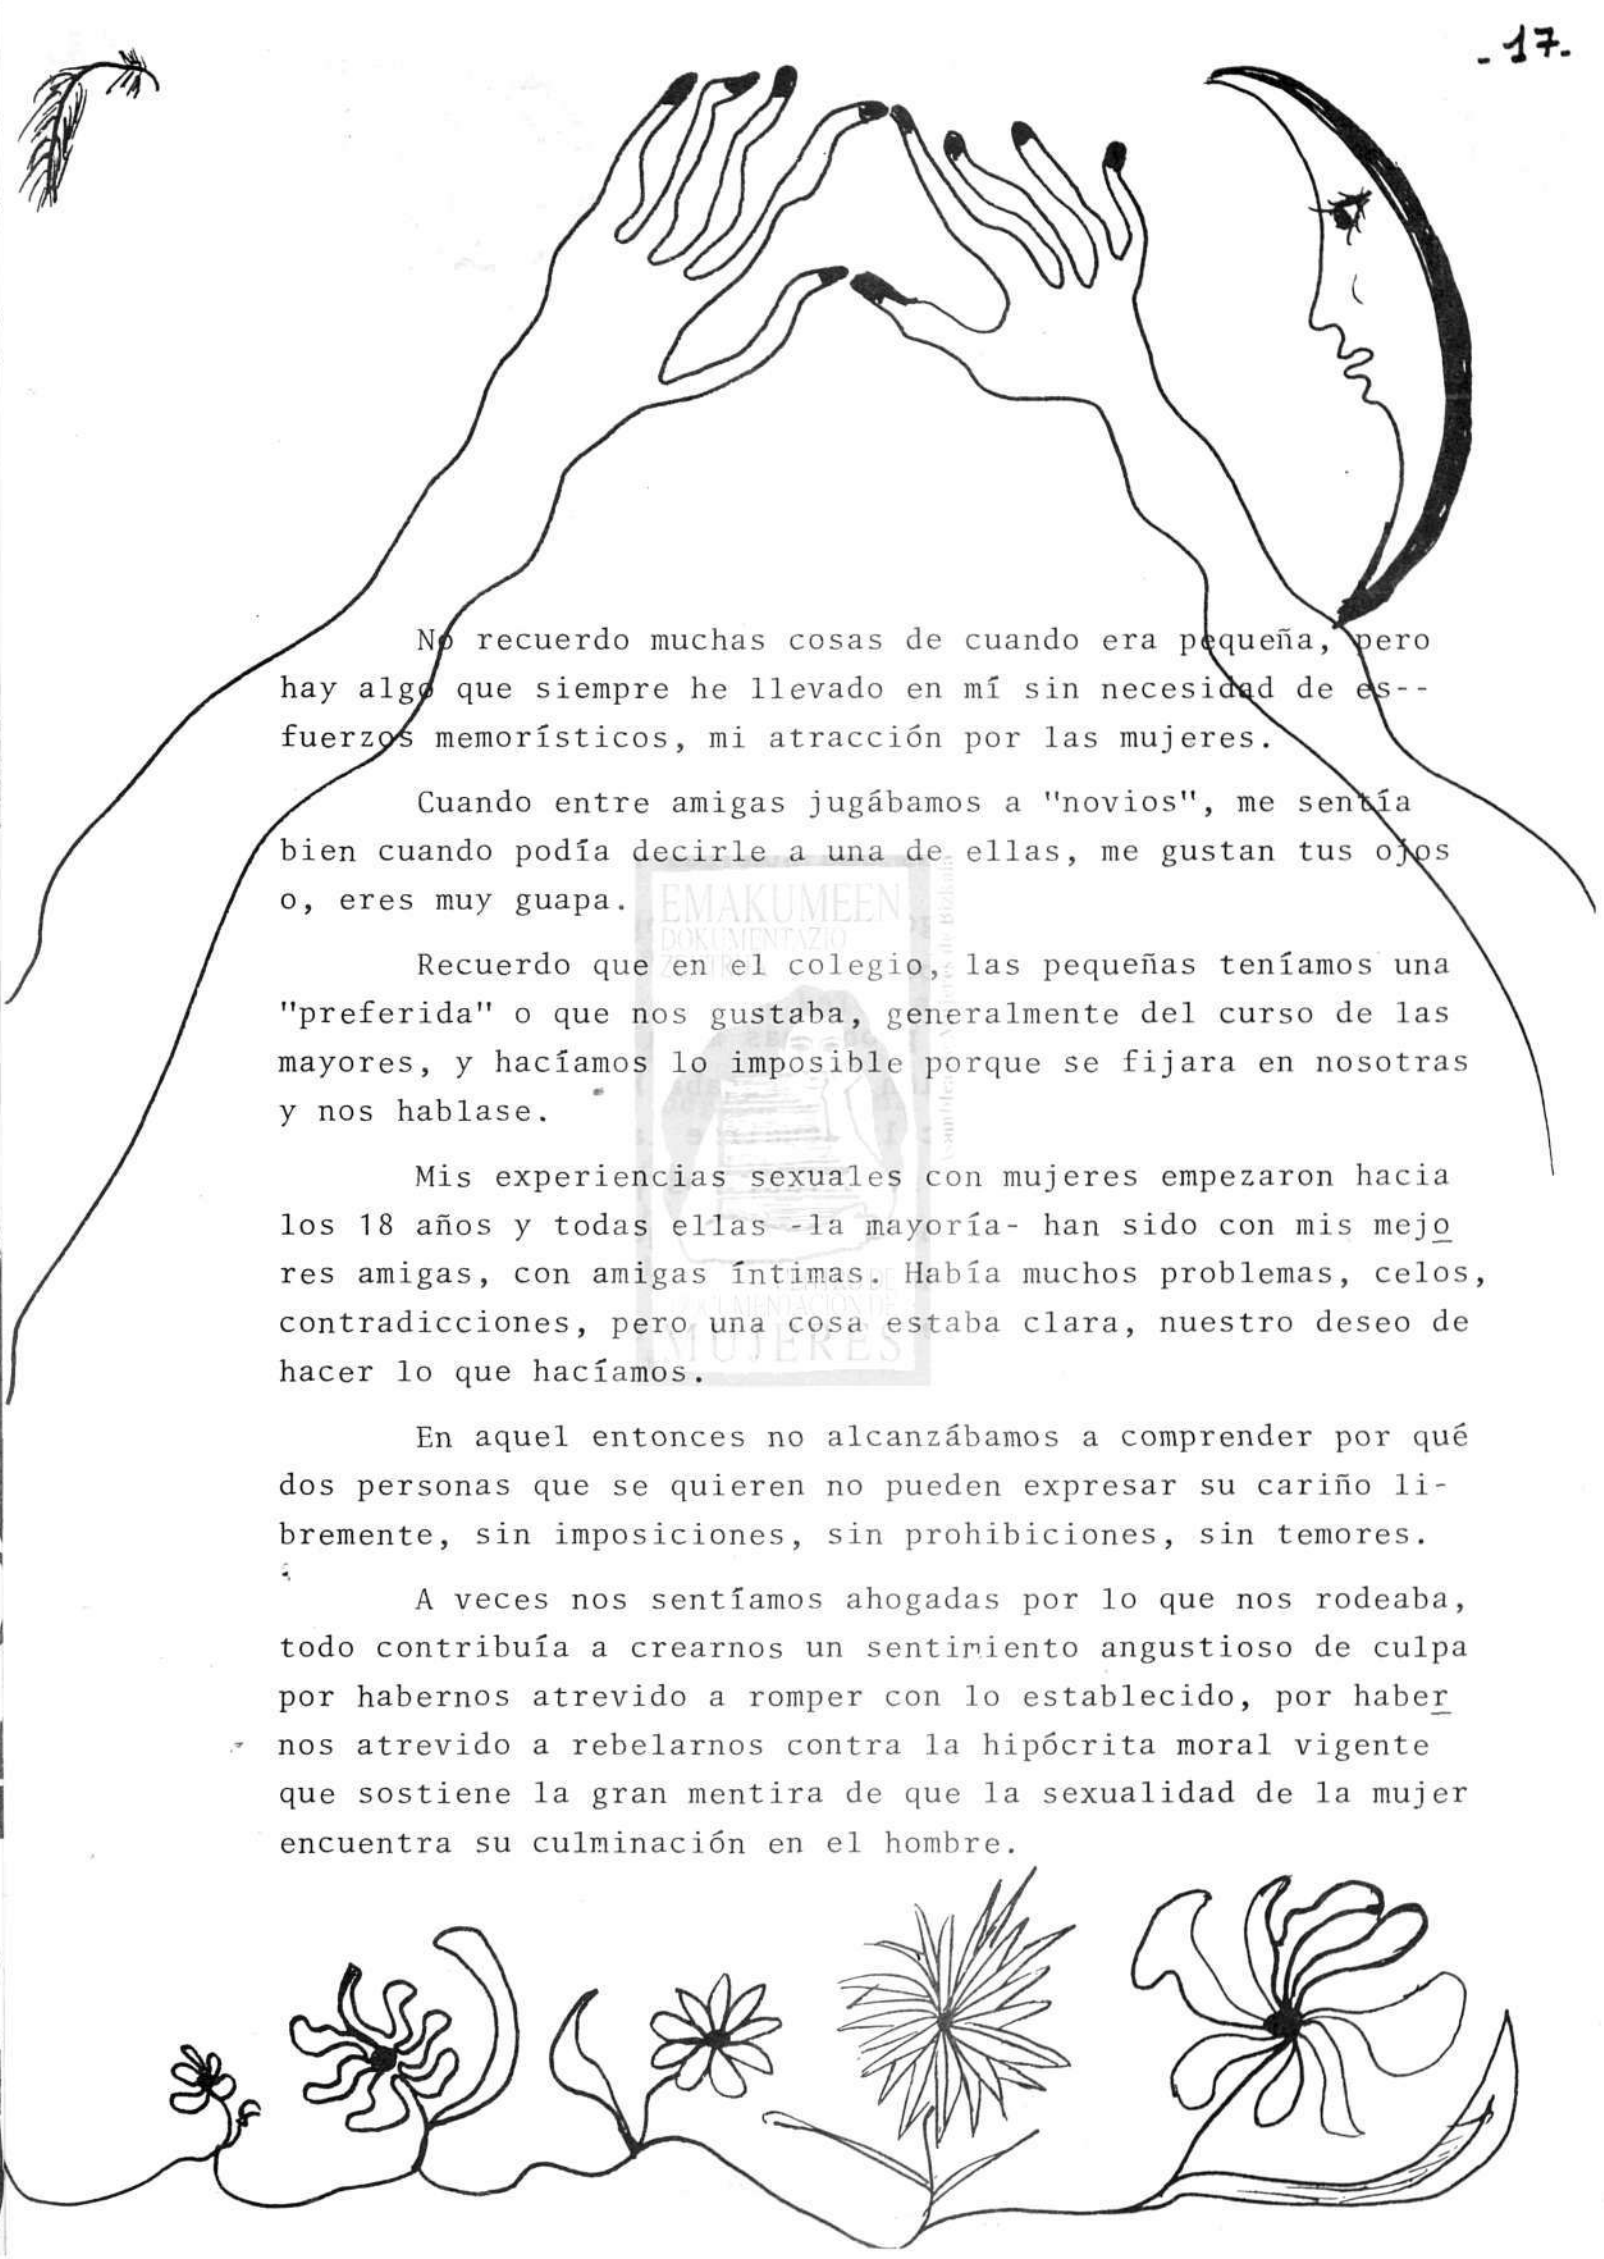 - 17-
No recuerdo muchas cosas de cuando era pequeña, pero
hay algo que siempre he llevado en mí sin necesidad de es--
fuerzos memorísticos, mi atracción por las mujeres.
Cuando entre amigas jugábamos a "novios", me sentía
bien cuando podía decirle a una de ellas, me gustan tus ojos
o, eres muy guapa.
Recuerdo que en el colegio, las pequeñas teníamos una
"preferida" o que nos gustaba, generalmente del curso de las
mayores, y hacíamos lo imposible porque se fijara en nosotras
y nos hablase.
Mis experiencias sexuales con mujeres empezaron hacia
los 18 años y todas ellas -la mayoría- han sido con mis mejo
res amigas, con amigas íntimas. Había muchos problemas, celos,
contradicciones, pero una cosa estaba clara, nuestro deseo de
hacer lo que hacíamos.
En aquel entonces no alcanzábamos a comprender por qué
dos personas que se quieren no pueden expresar su cariño li-
bremente, sin imposiciones, sin prohibiciones, sin temores.
A veces nos sentíamos ahogadas por lo que nos rodeaba,
todo contribuía a crearnos un sentimiento angustioso de culpa
por habernos atrevido a romper con lo establecido, por haber
nos atrevido a rebelarnos contra la hipócrita moral vigente
que sostiene la gran mentira de que la sexualidad de la mujer
encuentra su culminación en el hombre.
EMAKUMEEN
DOKUMENTAZIO
ZENTROA
CENTRO DE
DOCUMENTACION DE
MUJERES